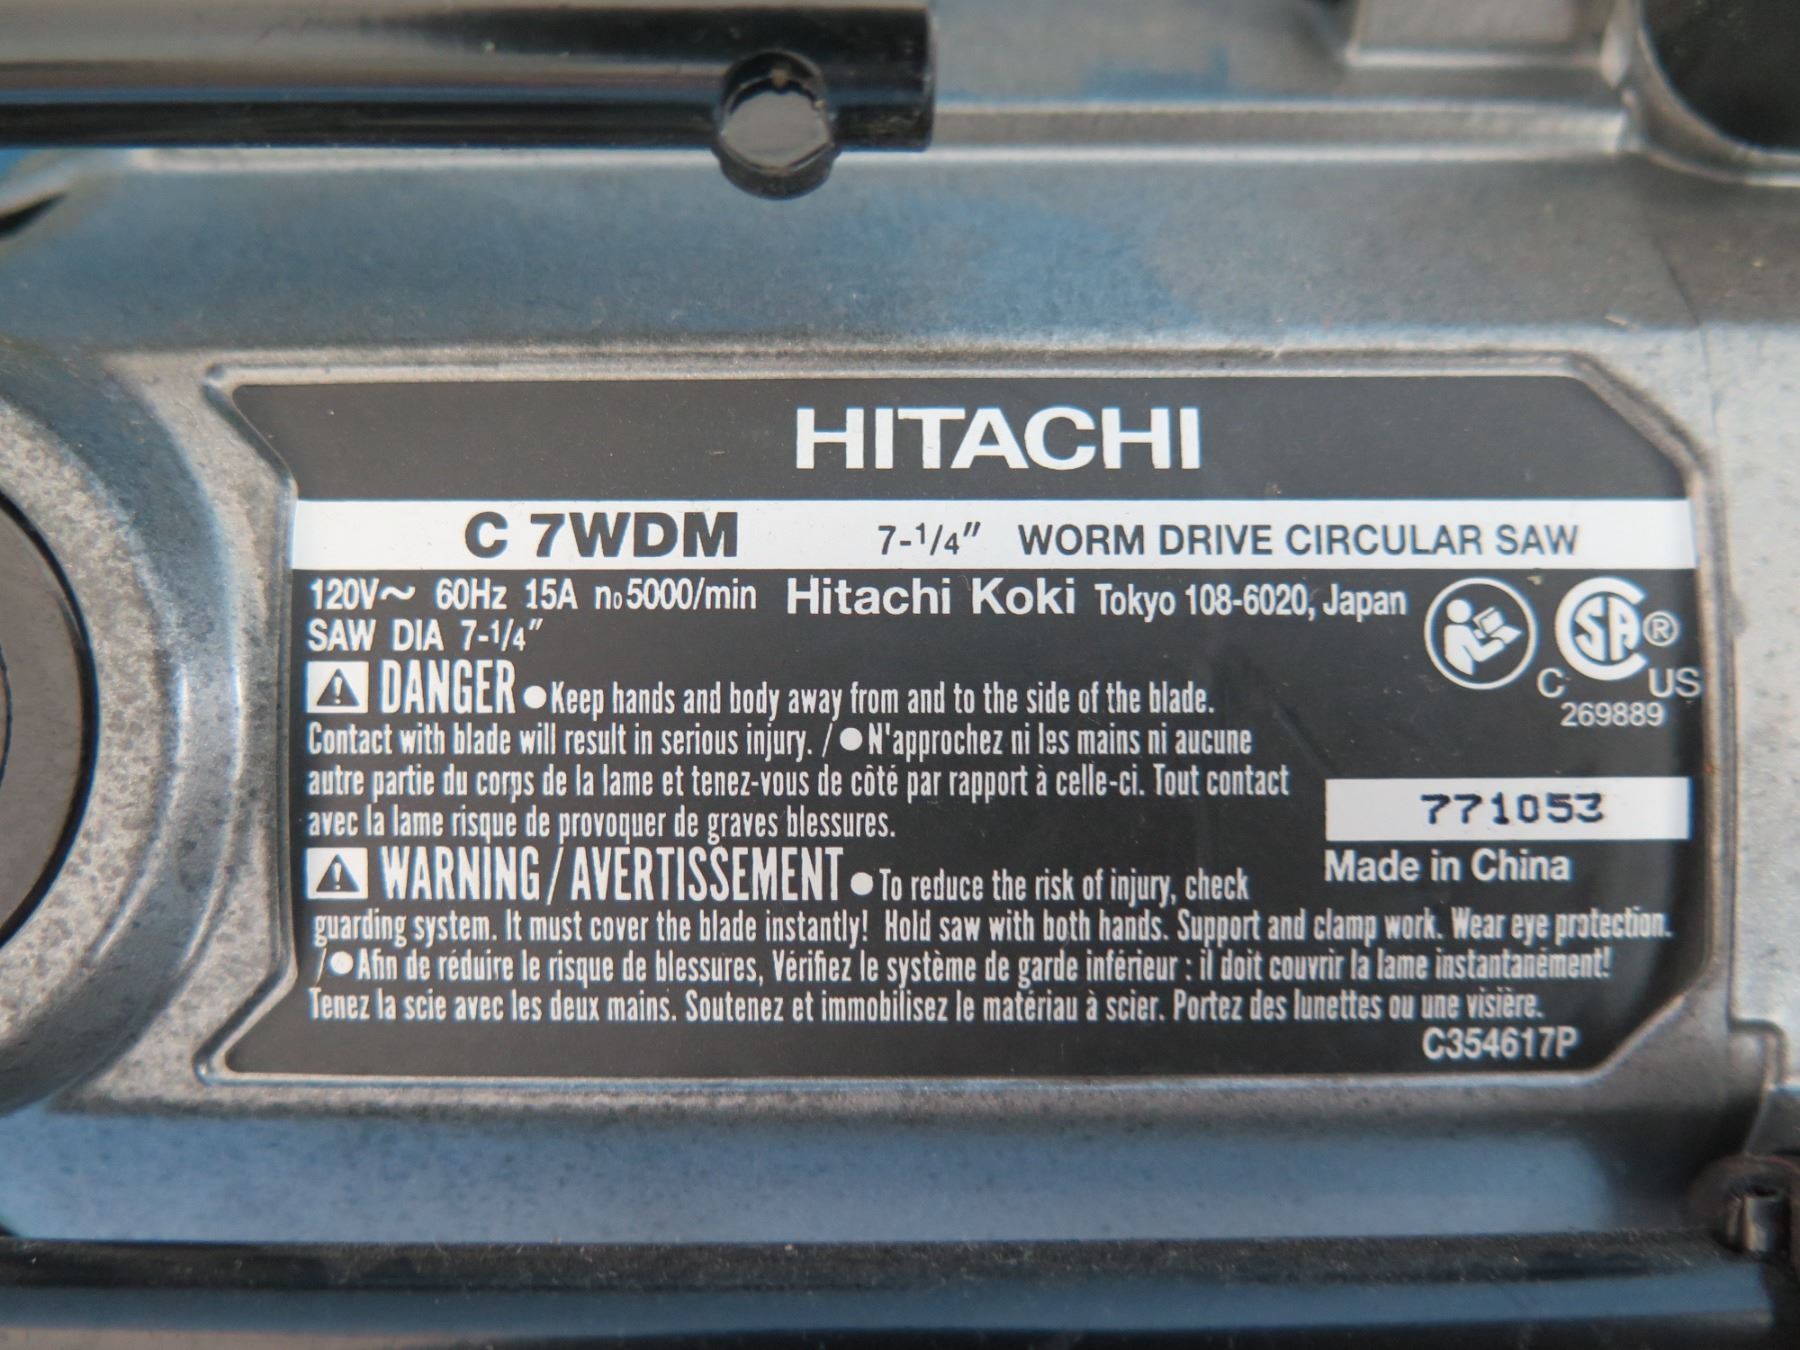 HITACHI
C 7WDM 7-1/4" WORM DRIVE CIRCULAR SAW
120V~ 60Hz 15A n₀5000/min Hitachi Koki Tokyo 108-6020, Japan
SAW DIA 7-1/4"
CSA®
C US
269889
DANGER ●Keep hands and body away from and to the side of the blade.
Contact with blade will result in serious injury. / ●N'approchez ni les mains ni aucune
autre partie du corps de la lame et tenez-vous de côté par rapport à celle-ci. Tout contact
avec la lame risque de provoquer de graves blessures.
771053
Made in China
WARNING/AVERTISSEMENT ●To reduce the risk of injury, check
guarding system. It must cover the blade instantly! Hold saw with both hands. Support and clamp work. Wear eye protection.
/●Afin de réduire le risque de blessures, Vérifiez le système de garde inférieur : il doit couvrir la lame instantanément!
Tenez la scie avec les deux mains. Soutenez et immobilisez le matériau à scier. Portez des lunettes ou une visière.
C354617P